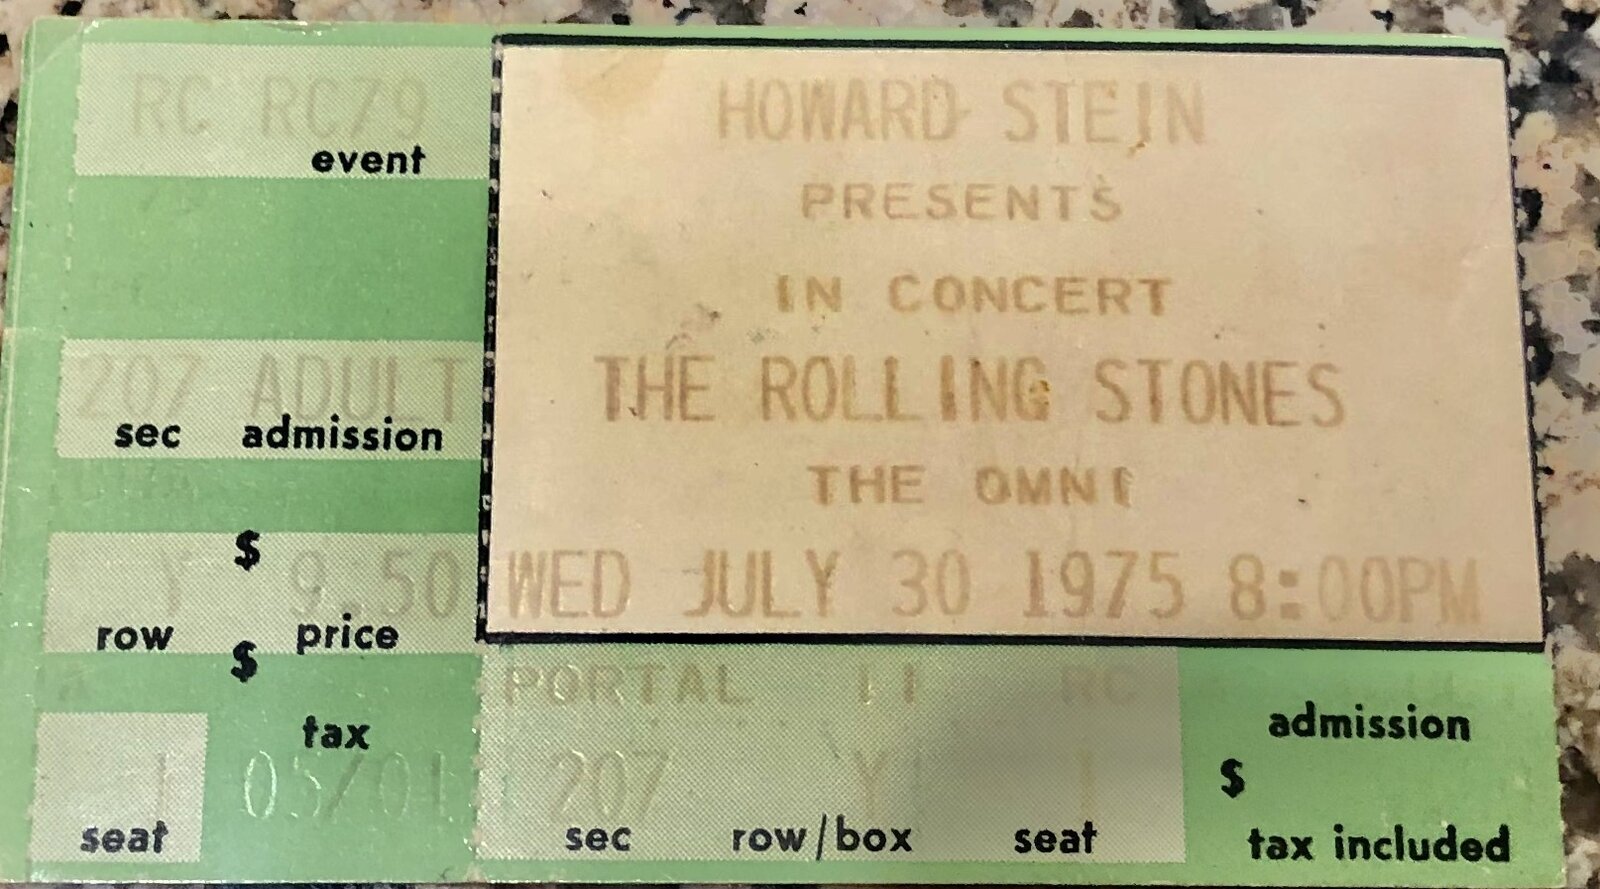 RC RC79
event
207 ADULT
sec admission
$ 9.50
row price
$
tax
05/01
seat
HOWARD STEIN
PRESENTS
IN CONCERT
THE ROLLING STONES
THE OMNI
WED JULY 30 1975 8:00PM
PORTAL 11 RC
207 Y 1
sec row/box seat
admission
$
tax included